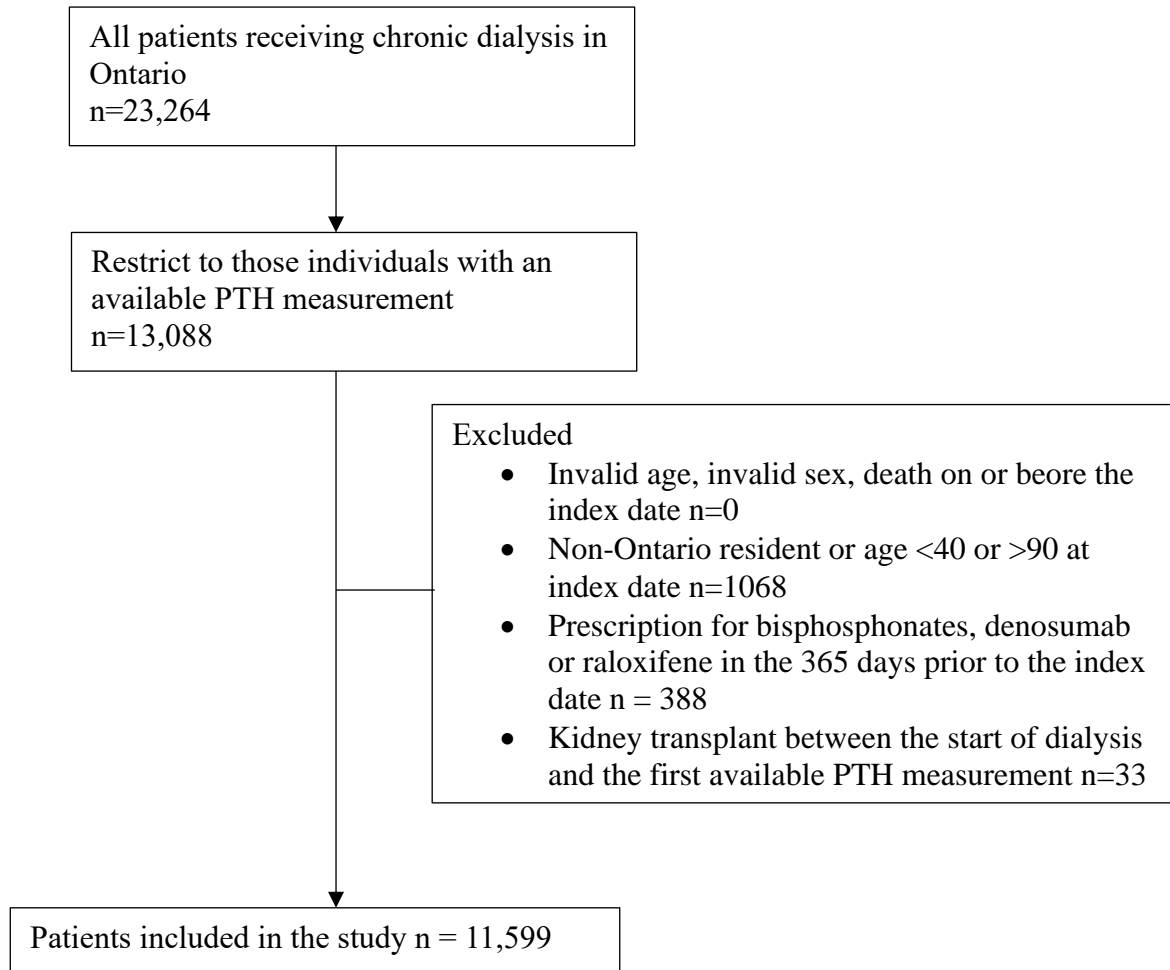 All patients receiving chronic dialysis in
Ontario
n=23,264
Restrict to those individuals with an
available PTH measurement
n=13,088
Excluded
• Invalid age, invalid sex, death on or beore the
index date n=0
• Non-Ontario resident or age <40 or >90 at
index date n=1068
• Prescription for bisphosphonates, denosumab
or raloxifene in the 365 days prior to the index
date n = 388
• Kidney transplant between the start of dialysis
and the first available PTH measurement n=33
Patients included in the study n = 11,599